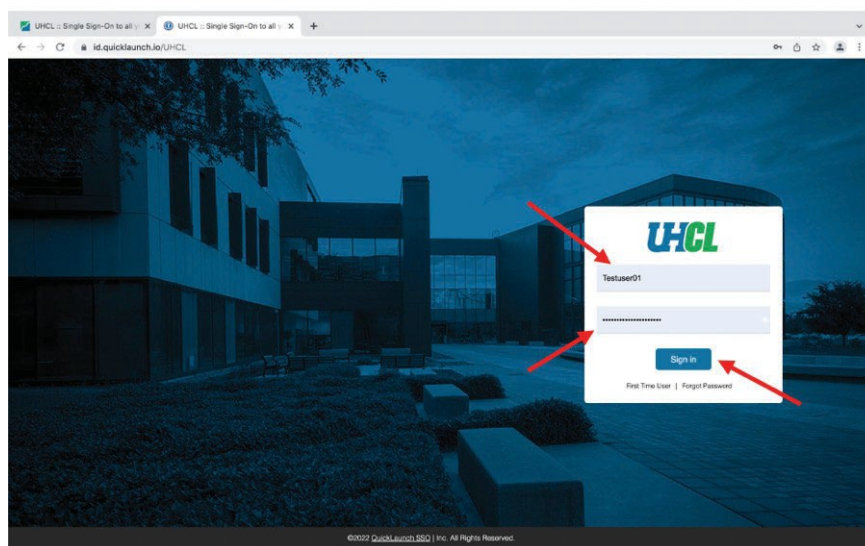 UHCL :: Single Sign-On to all y
UHCL :: Single Sign-On to all y
id.quicklaunch.io/UHCL
UHCL
Testuser01
Sign in
First Time User | Forgot Password
©2022 QuickLaunch SSO | Inc. All Rights Reserved.